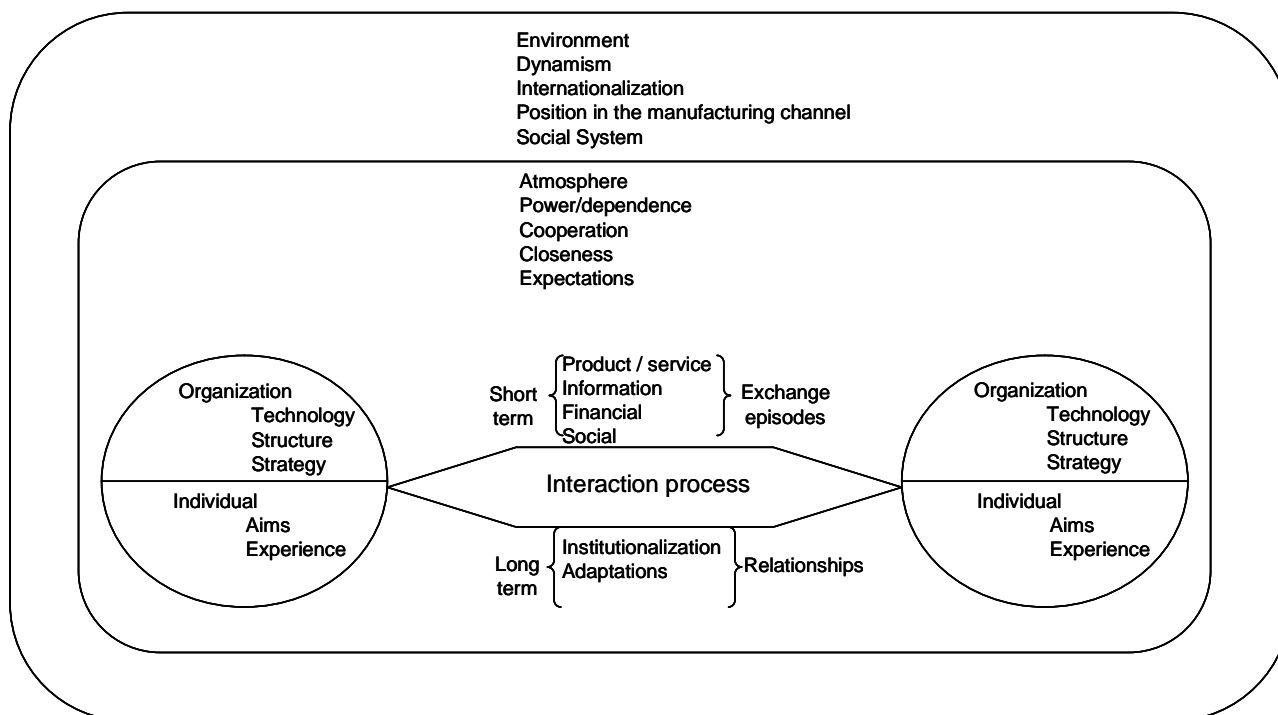 Environment
Dynamism
Internationalization
Position in the manufacturing channel
Social System
Atmosphere
Power/dependence
Cooperation
Closeness
Expectations
Organization
Technology
Structure
Strategy
Individual
Aims
Experience
Short
term
Product / service
Information
Financial
Social
Exchange
episodes
Interaction process
Long
term
Institutionalization
Adaptations
Relationships
Organization
Technology
Structure
Strategy
Individual
Aims
Experience